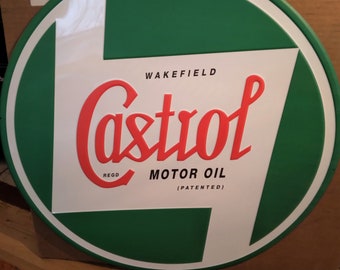 WAKEFIELD
Castrol
REGD MOTOR OIL
(PATENTED)